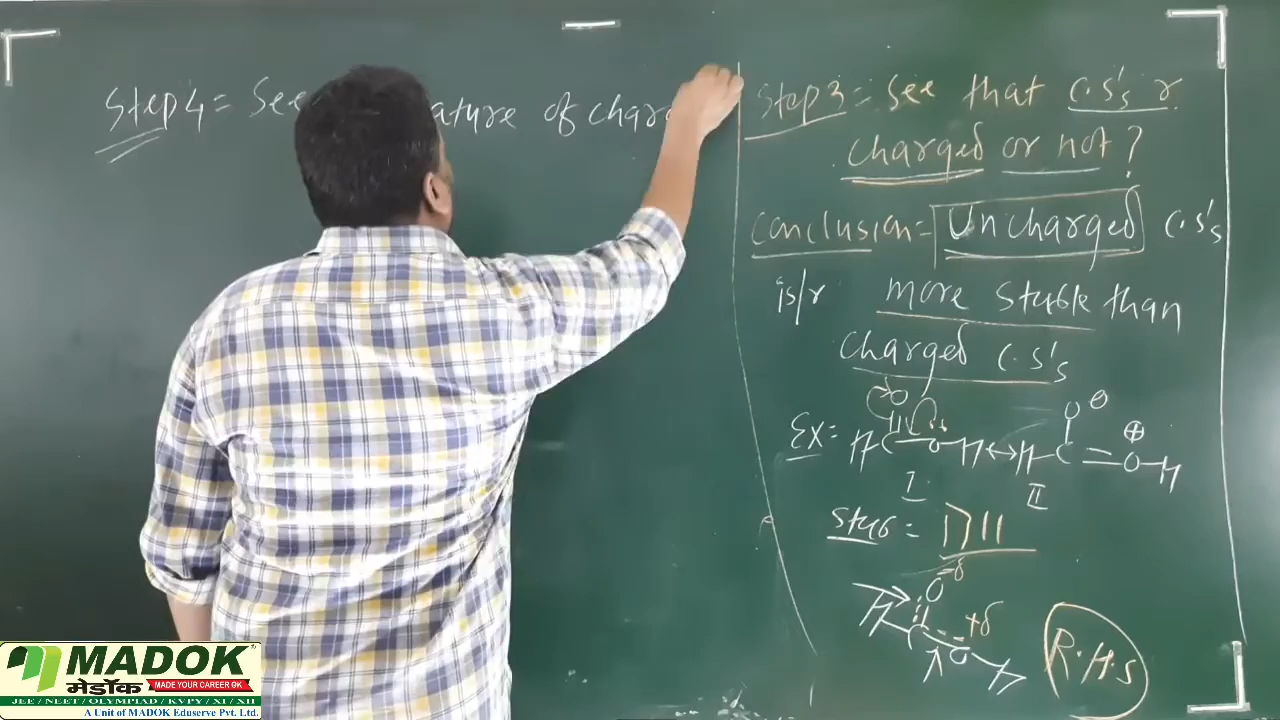 Step4 = See ature of char
Step3 = See that C.S's r
charged or not ?
Conclusion = Uncharged C.S's
is/r more stable than
charged C.S's
Ex =
O O ⊖
H C O H ↔ H C O H ⊕
I II
= I > II
O -δ
H C O H +δ
R.H.S
MADOK®
मेडॉक MADE YOUR CAREER OK
JEE / NEET / OLYMPIAD / KVPY / XI / XII
A Unit of MADOK Eduserve Pvt. Ltd.